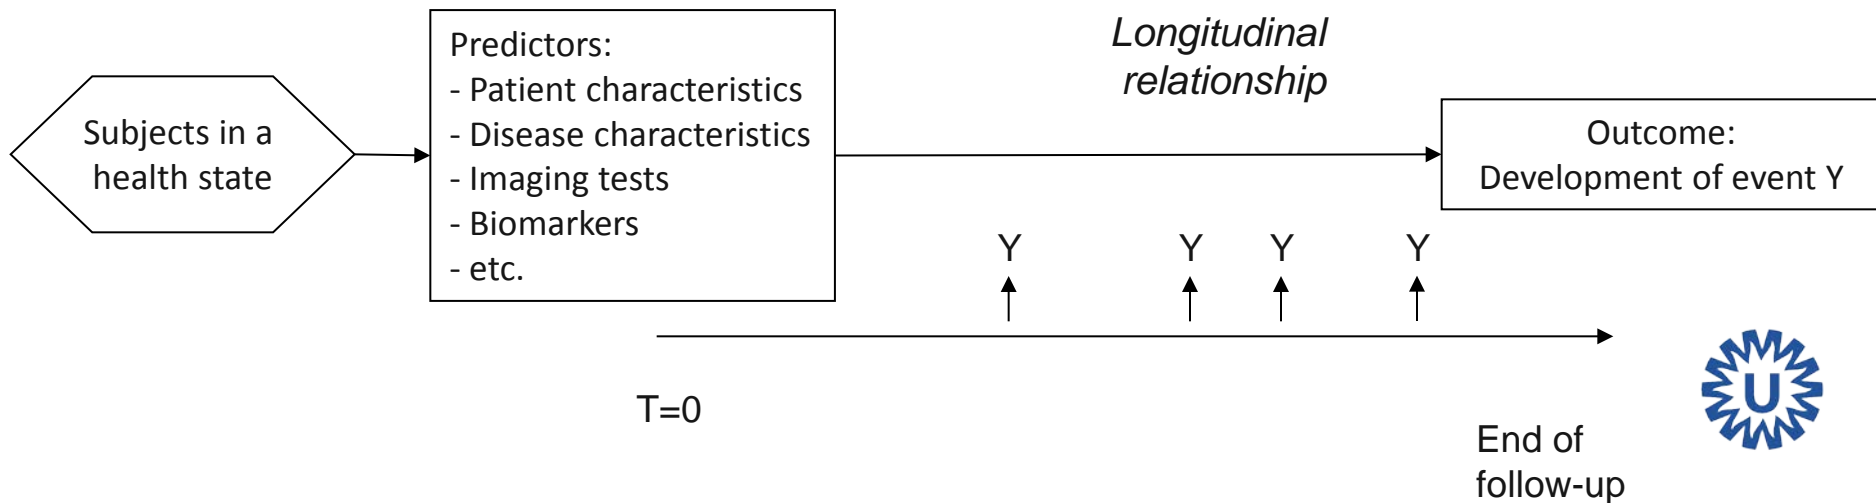 Subjects in a
health state
Predictors:
- Patient characteristics
- Disease characteristics
- Imaging tests
- Biomarkers
- etc.
Longitudinal
relationship
Outcome:
Development of event Y
Y Y Y Y
T=0
End of
follow-up
U